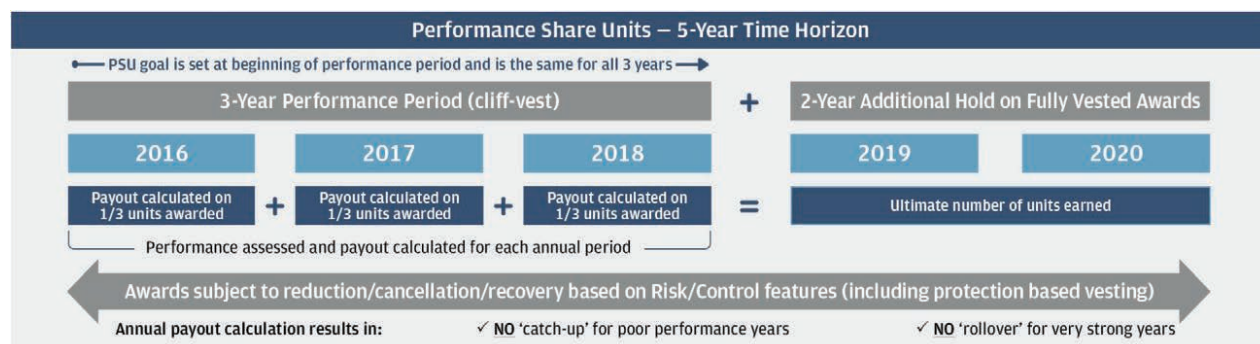 Performance Share Units – 5-Year Time Horizon
PSU goal is set at beginning of performance period and is the same for all 3 years
3-Year Performance Period (cliff-vest)
+
2-Year Additional Hold on Fully Vested Awards
2016
2017
2018
2019
2020
Payout calculated on
1/3 units awarded
+
Payout calculated on
1/3 units awarded
+
Payout calculated on
1/3 units awarded
=
Ultimate number of units earned
Performance assessed and payout calculated for each annual period
Awards subject to reduction/cancellation/recovery based on Risk/Control features (including protection based vesting)
Annual payout calculation results in:
✓ NO ‘catch-up’ for poor performance years
✓ NO ‘rollover’ for very strong years